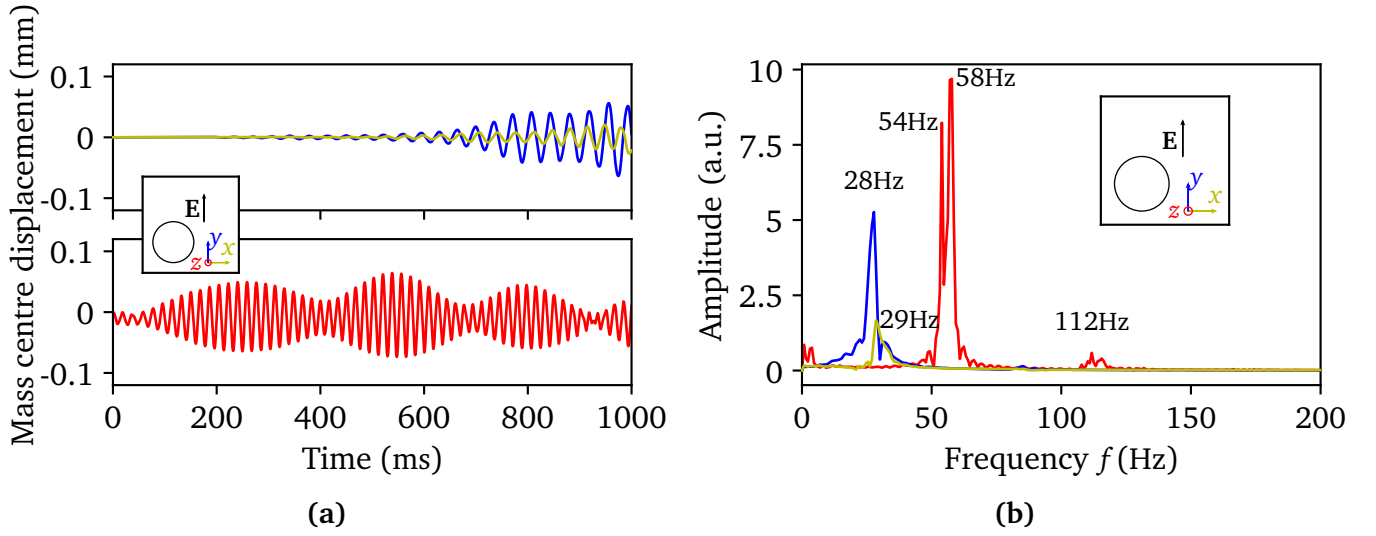 Mass centre displacement (mm)
0.1
0
-0.1
E
y
x
z
0.1
0
-0.1
0 200 400 600 800 1000
Time (ms)
(a)
Amplitude (a.u.)
10
7.5
5
2.5
0
58Hz
54Hz
28Hz
29Hz
112Hz
E
y
x
z
0 50 100 150 200
Frequency f (Hz)
(b)